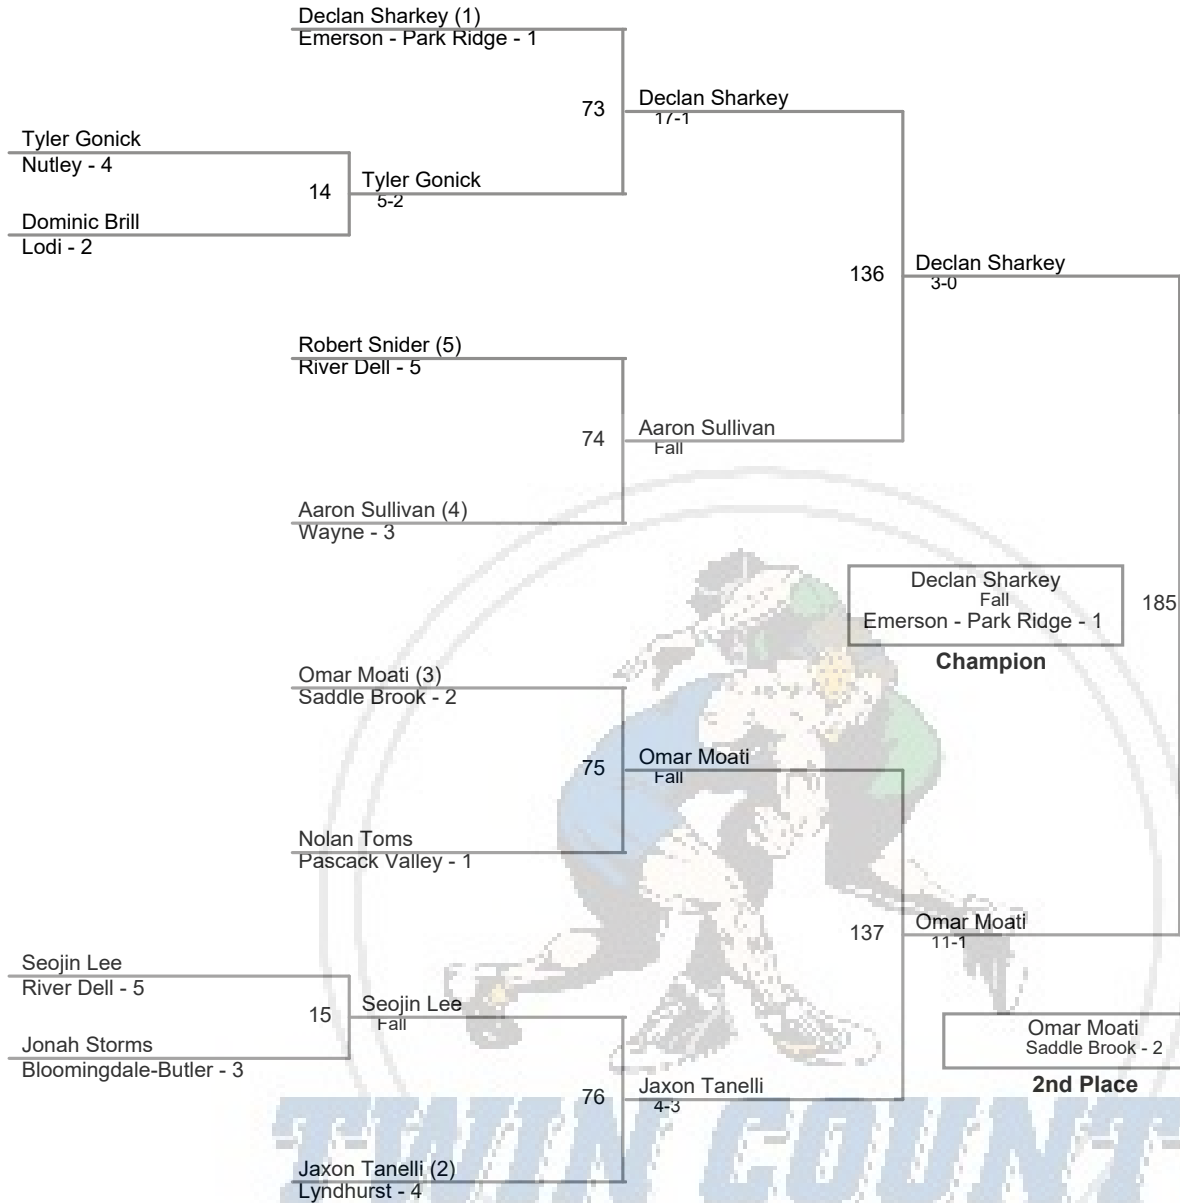 Declan Sharkey (1)
Emerson - Park Ridge - 1
73
Declan Sharkey
17-1
Tyler Gonick
Nutley - 4
14
Tyler Gonick
5-2
Dominic Brill
Lodi - 2
136
Declan Sharkey
3-0
Robert Snider (5)
River Dell - 5
74
Aaron Sullivan
Fall
Aaron Sullivan (4)
Wayne - 3
Declan Sharkey
Fall
Emerson - Park Ridge - 1
185
Champion
Omar Moati (3)
Saddle Brook - 2
75
Omar Moati
Fall
Nolan Toms
Pascack Valley - 1
137
Omar Moati
11-1
Seojin Lee
River Dell - 5
15
Seojin Lee
Fall
Jonah Storms
Bloomingdale-Butler - 3
Omar Moati
Saddle Brook - 2
2nd Place
76
Jaxon Tanelli
4-3
Jaxon Tanelli (2)
Lyndhurst - 4
TWIN COUNT